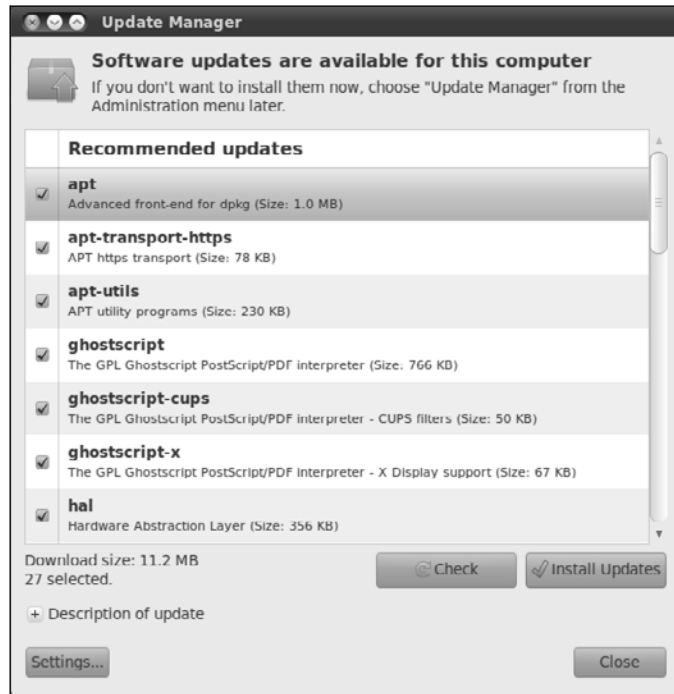 Update Manager
Software updates are available for this computer
If you don't want to install them now, choose "Update Manager" from the
Administration menu later.
Recommended updates
apt
Advanced front-end for dpkg (Size: 1.0 MB)
apt-transport-https
APT https transport (Size: 78 KB)
apt-utils
APT utility programs (Size: 230 KB)
ghostscript
The GPL Ghostscript PostScript/PDF interpreter (Size: 766 KB)
ghostscript-cups
The GPL Ghostscript PostScript/PDF interpreter - CUPS filters (Size: 50 KB)
ghostscript-x
The GPL Ghostscript PostScript/PDF interpreter - X Display support (Size: 67 KB)
hal
Hardware Abstraction Layer (Size: 356 KB)
Download size: 11.2 MB
27 selected.
Check
Install Updates
Description of update
Settings...
Close